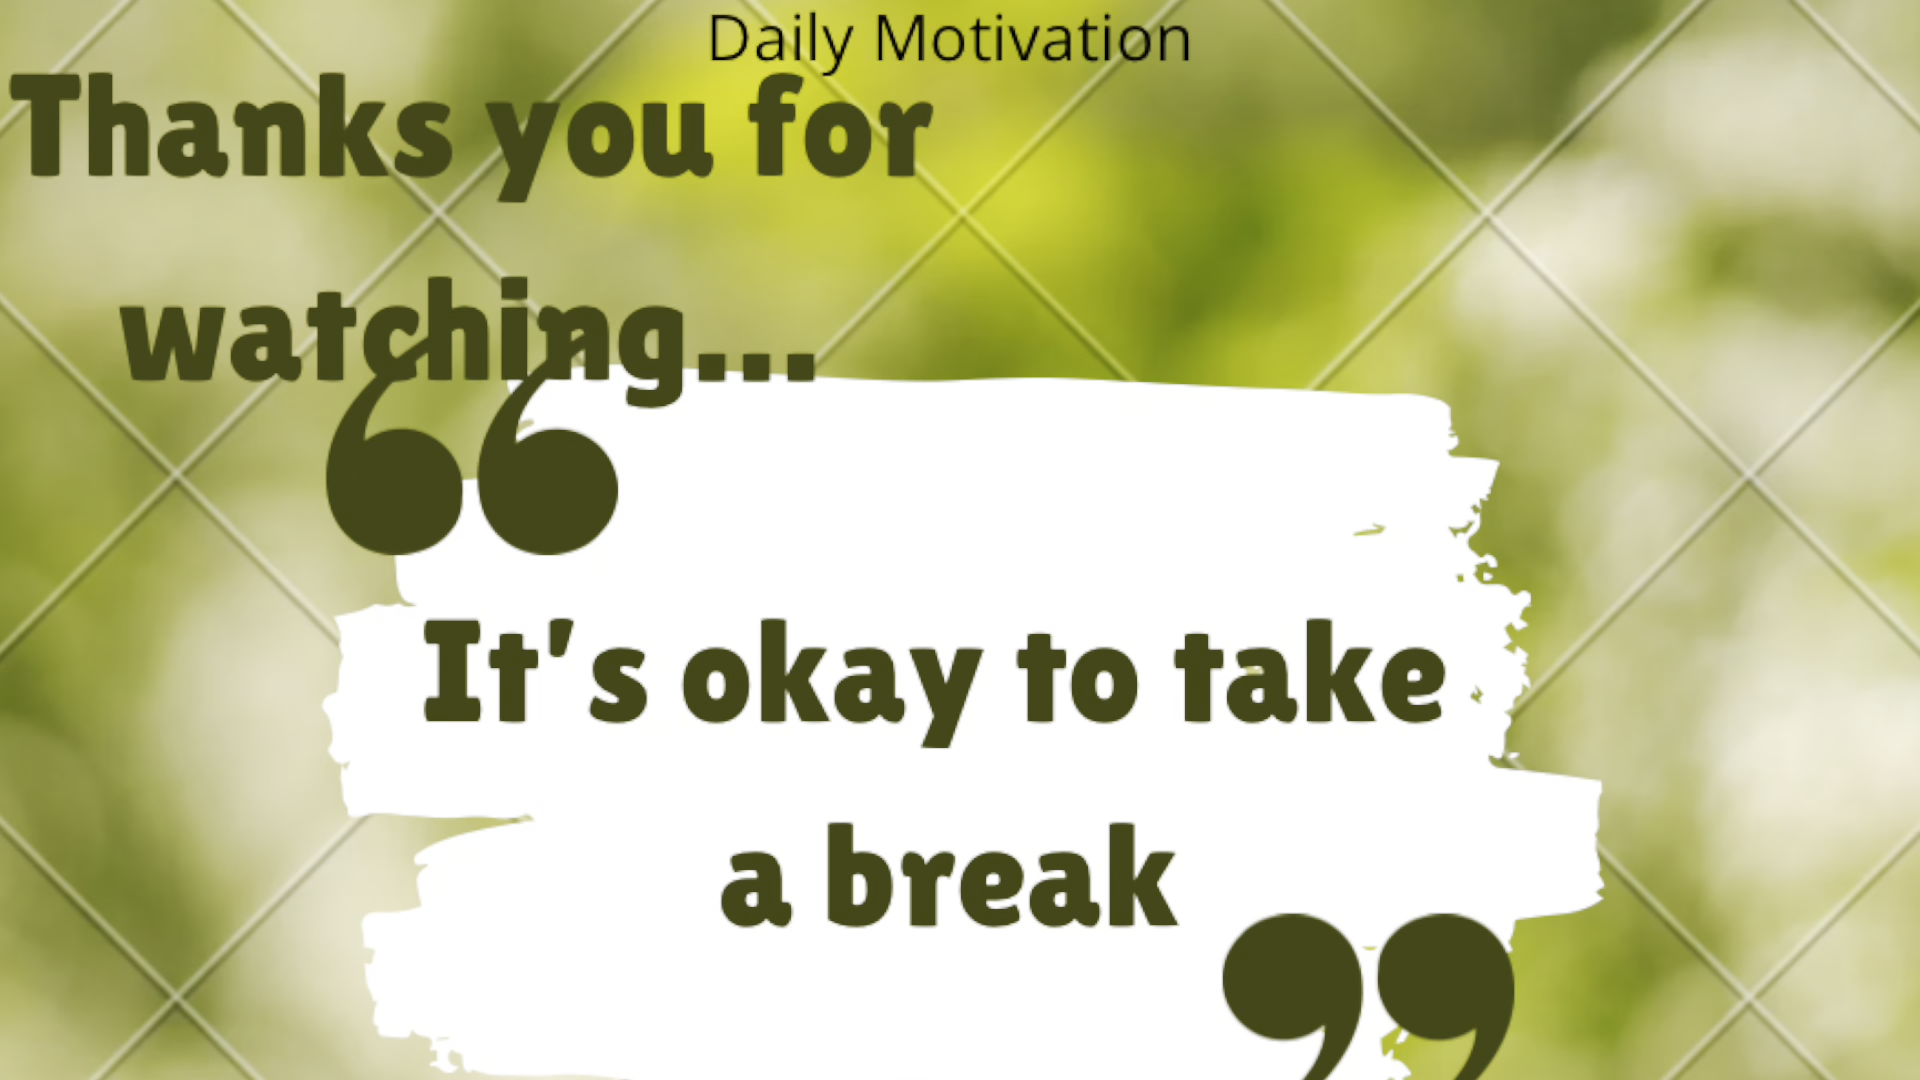 Daily Motivation
Thanks you for
watching...
“
It's okay to take
a break
”